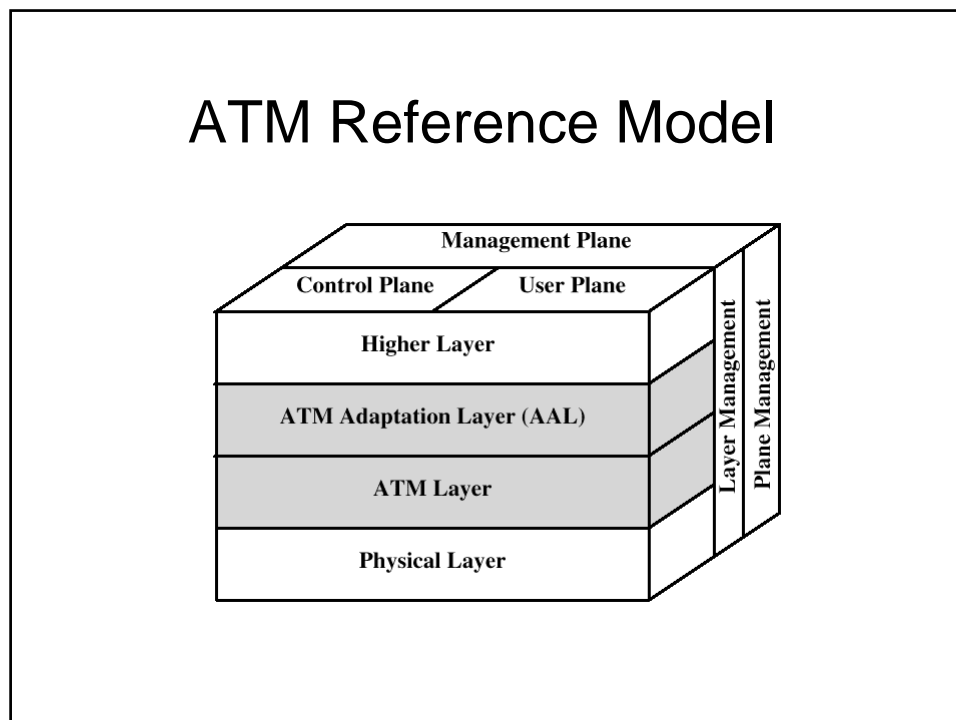 ATM Reference Model
Management Plane
Control Plane
User Plane
Higher Layer
ATM Adaptation Layer (AAL)
ATM Layer
Physical Layer
Layer Management
Plane Management